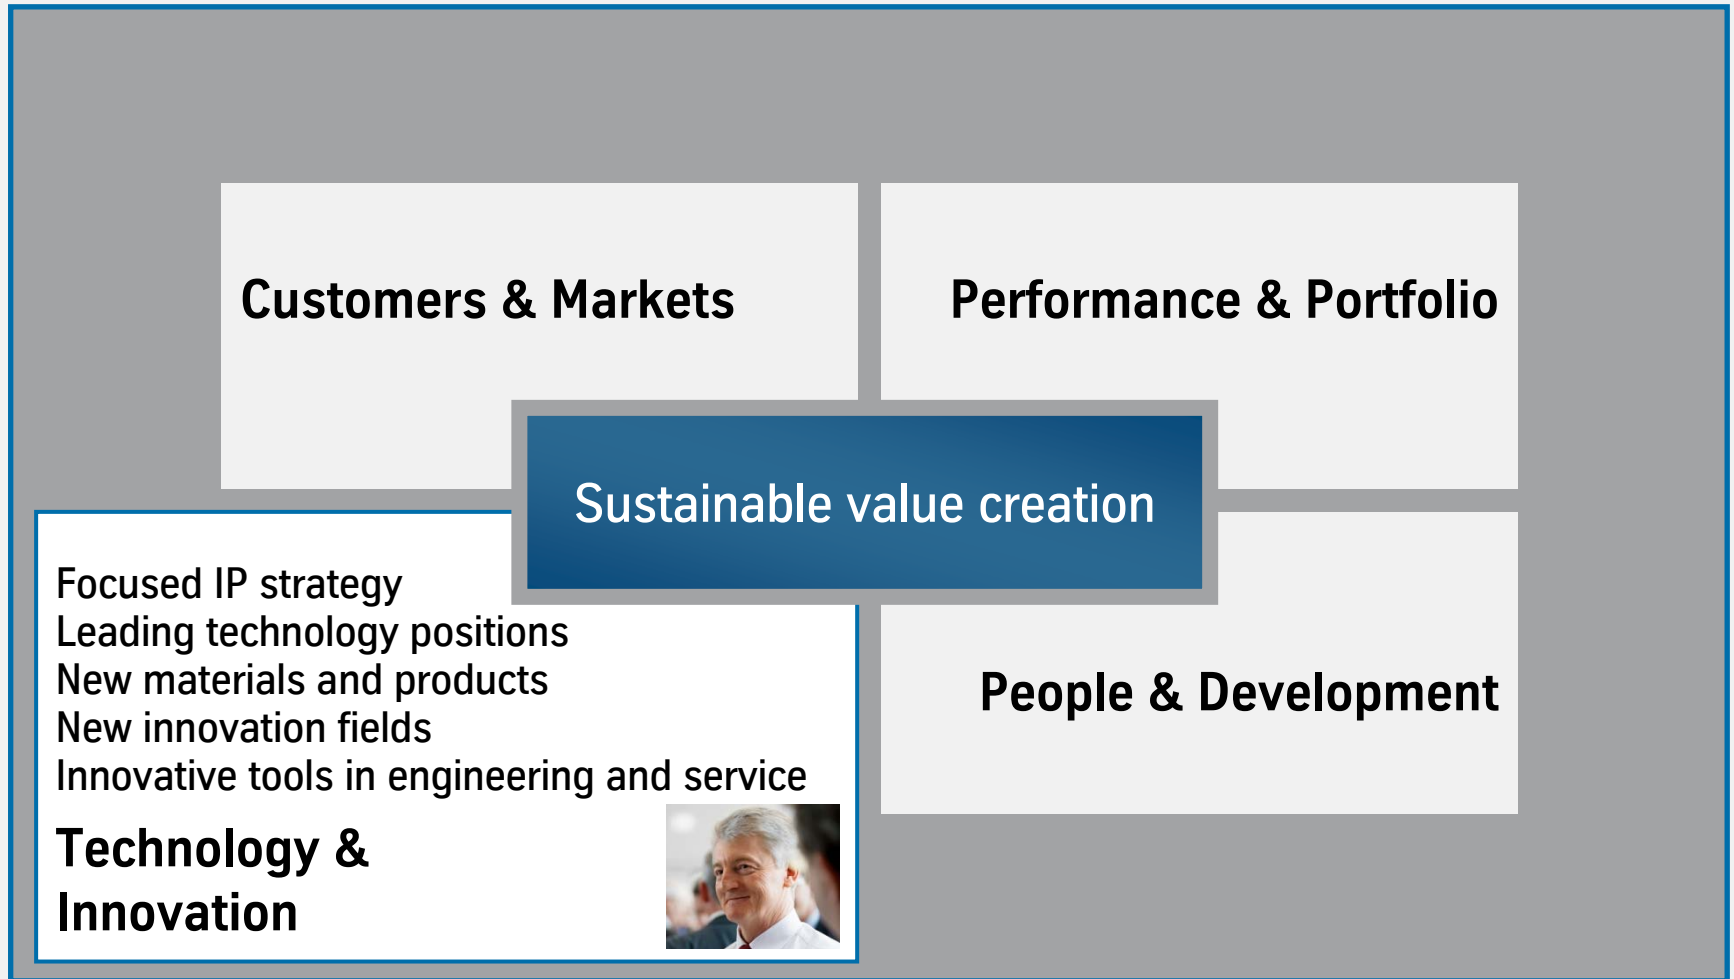 Customers & Markets
Performance & Portfolio
Sustainable value creation
Focused IP strategy
Leading technology positions
New materials and products
New innovation fields
Innovative tools in engineering and service
Technology &
Innovation
People & Development